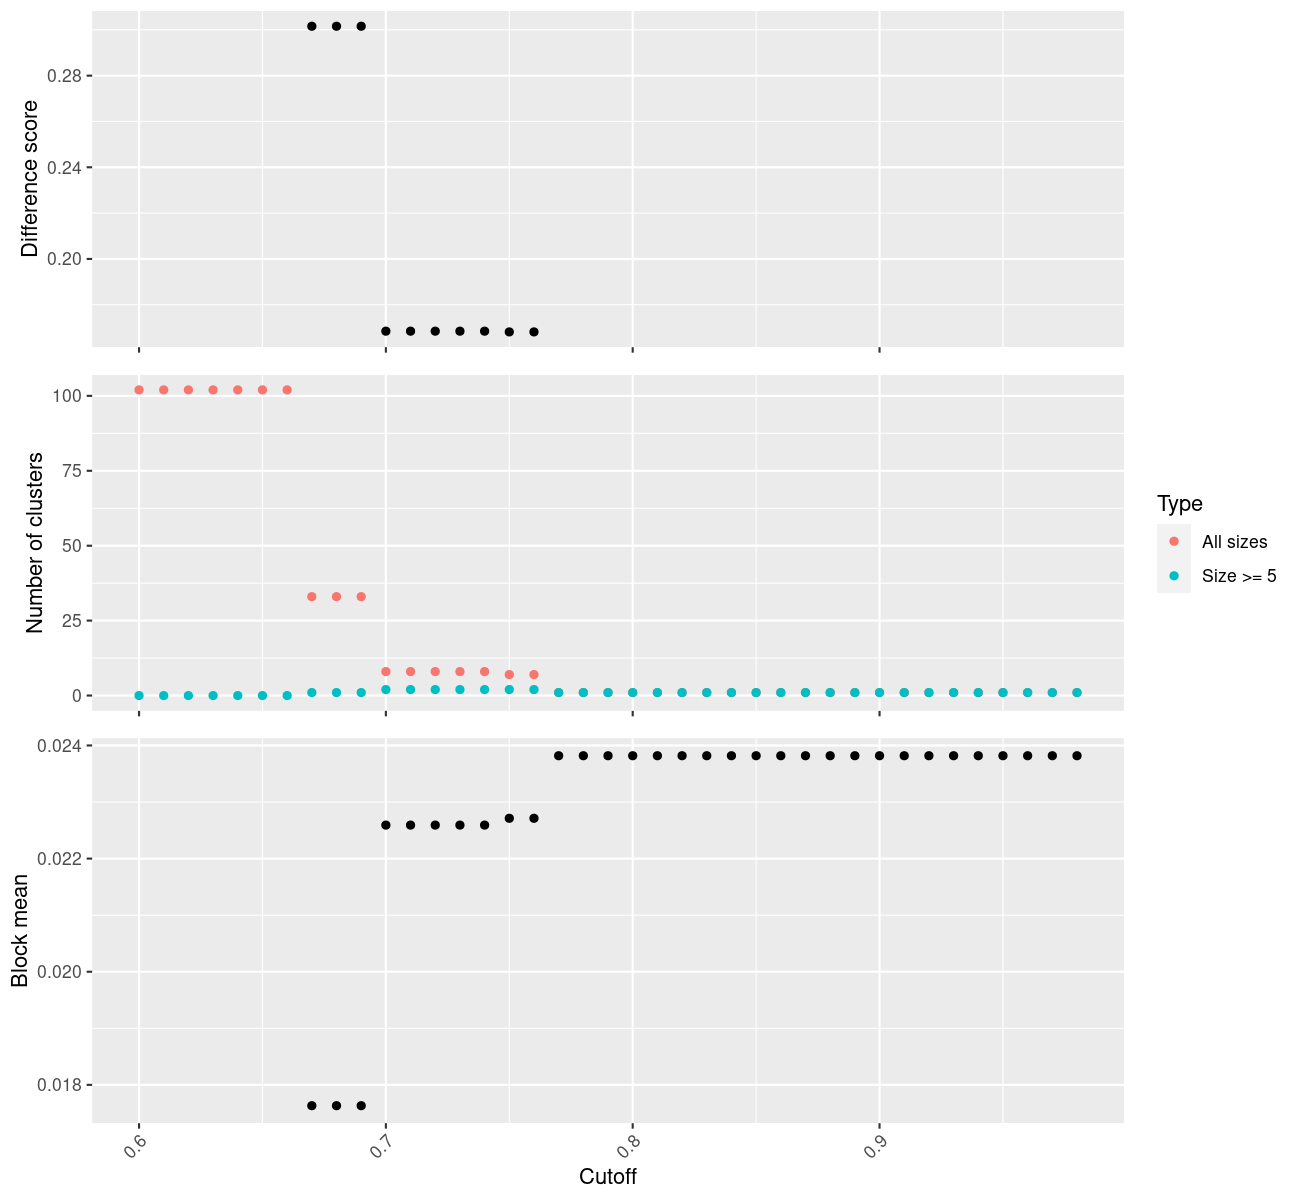 Difference score
0.28
0.24
0.20
Number of clusters
100
75
50
25
0
Type
All sizes
Size >= 5
Block mean
0.024
0.022
0.020
0.018
0.6
0.7
0.8
0.9
Cutoff